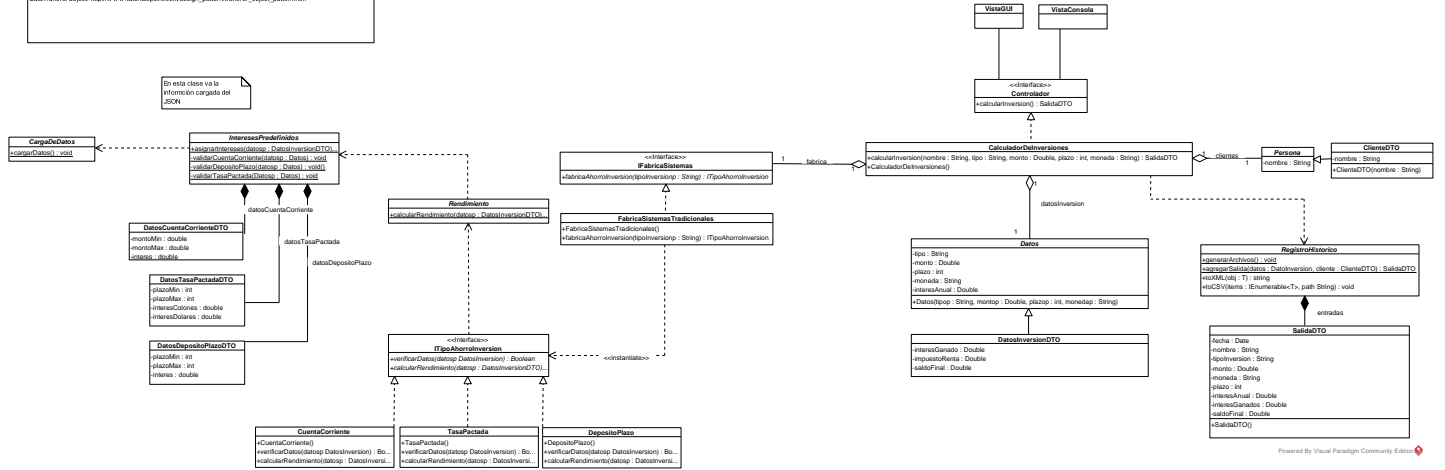 VistaGUI
VistaConsola
<<Interface>>
Controlador
+calcularInversion() : SalidaDTO
En esta clase va la
informción cargada del
JSON
CargaDeDatos
+cargarDatos() : void
InteresesPredefinidos
+asignarIntereses(datosp : DatosInversionDTO)...
-validarCuentaCorriente(datosp : Datos) : void
-validarDepositoPlazo(datosp : Datos) : void()
-validarTasaPactada(Datosp : Datos) : void
<<Interface>>
IFabricaSistemas
+fabricaAhorroInversion(tipoInversionp : String) : ITipoAhorroInversion
1
fabrica
1
CalculadorDeInversiones
+calcularInversion(nombre : String, tipo : String, monto : Double, plazo : int, moneda : String) : SalidaDTO
+CalculadorDeInversiones()
1
clientes
1
Persona
-nombre : String
ClienteDTO
-nombre : String
+ClienteDTO(nombre : String)
1
datosInversion
1
datosCuentaCorriente
datosTasaPactada
datosDepositoPlazo
DatosCuentaCorrienteDTO
-montoMin : double
-montoMax : double
-interes : double
DatosTasaPactadaDTO
-plazoMin : int
-plazoMax : int
-interesColones : double
-interesDolares : double
DatosDepositoPlazoDTO
-plazoMin : int
-plazoMax : int
-interes : double
Rendimiento
+calcularRendimiento(datosp : DatosInversionDTO)...
FabricaSistemasTradicionales
+FabricaSistemasTradicionales()
+fabricaAhorroInversion(tipoInversionp : String) : ITipoAhorroInversion
Datos
-tipo : String
-monto : Double
-plazo : int
-moneda : String
-interesAnual : Double
+Datos(tipop : String, montop : Double, plazop : int, monedap : String)
DatosInversionDTO
-interesGanado : Double
-impuestoRenta : Double
-saldoFinal : Double
RegistroHistorico
+generarArchivos() : void
+agregarSalida(datos : DatoInversion, cliente : ClienteDTO) : SalidaDTO
+toXML(obj : T) : string
+toCSV(items : IEnumerable<T>, path String) : void
entradas
SalidaDTO
-fecha : Date
-nombre : String
-tipoInversion : String
-monto : Double
-moneda : String
-plazo : int
-interesAnual : Double
-interesGanados : Double
-saldoFinal : Double
+SalidaDTO()
<<Interface>>
ITipoAhorroInversion
+verificarDatos(datosp DatosInversion) : Boolean
+calcularRendimiento(datosp : DatosInversionDTO)...
<<instantiate>>
CuentaCorriente
+CuentaCorriente()
+verificarDatos(datosp DatosInversion) : Bo...
+calcularRendimiento(datosp : DatosInversi...
TasaPactada
+TasaPactada()
+verificarDatos(datosp DatosInversion) : Bo...
+calcularRendimiento(datosp : DatosInversi...
DepositoPlazo
+DepositoPlazo()
+verificarDatos(datosp DatosInversion) : Bo...
+calcularRendimiento(datosp : DatosInversi...
Powered By Visual Paradigm Community Edition